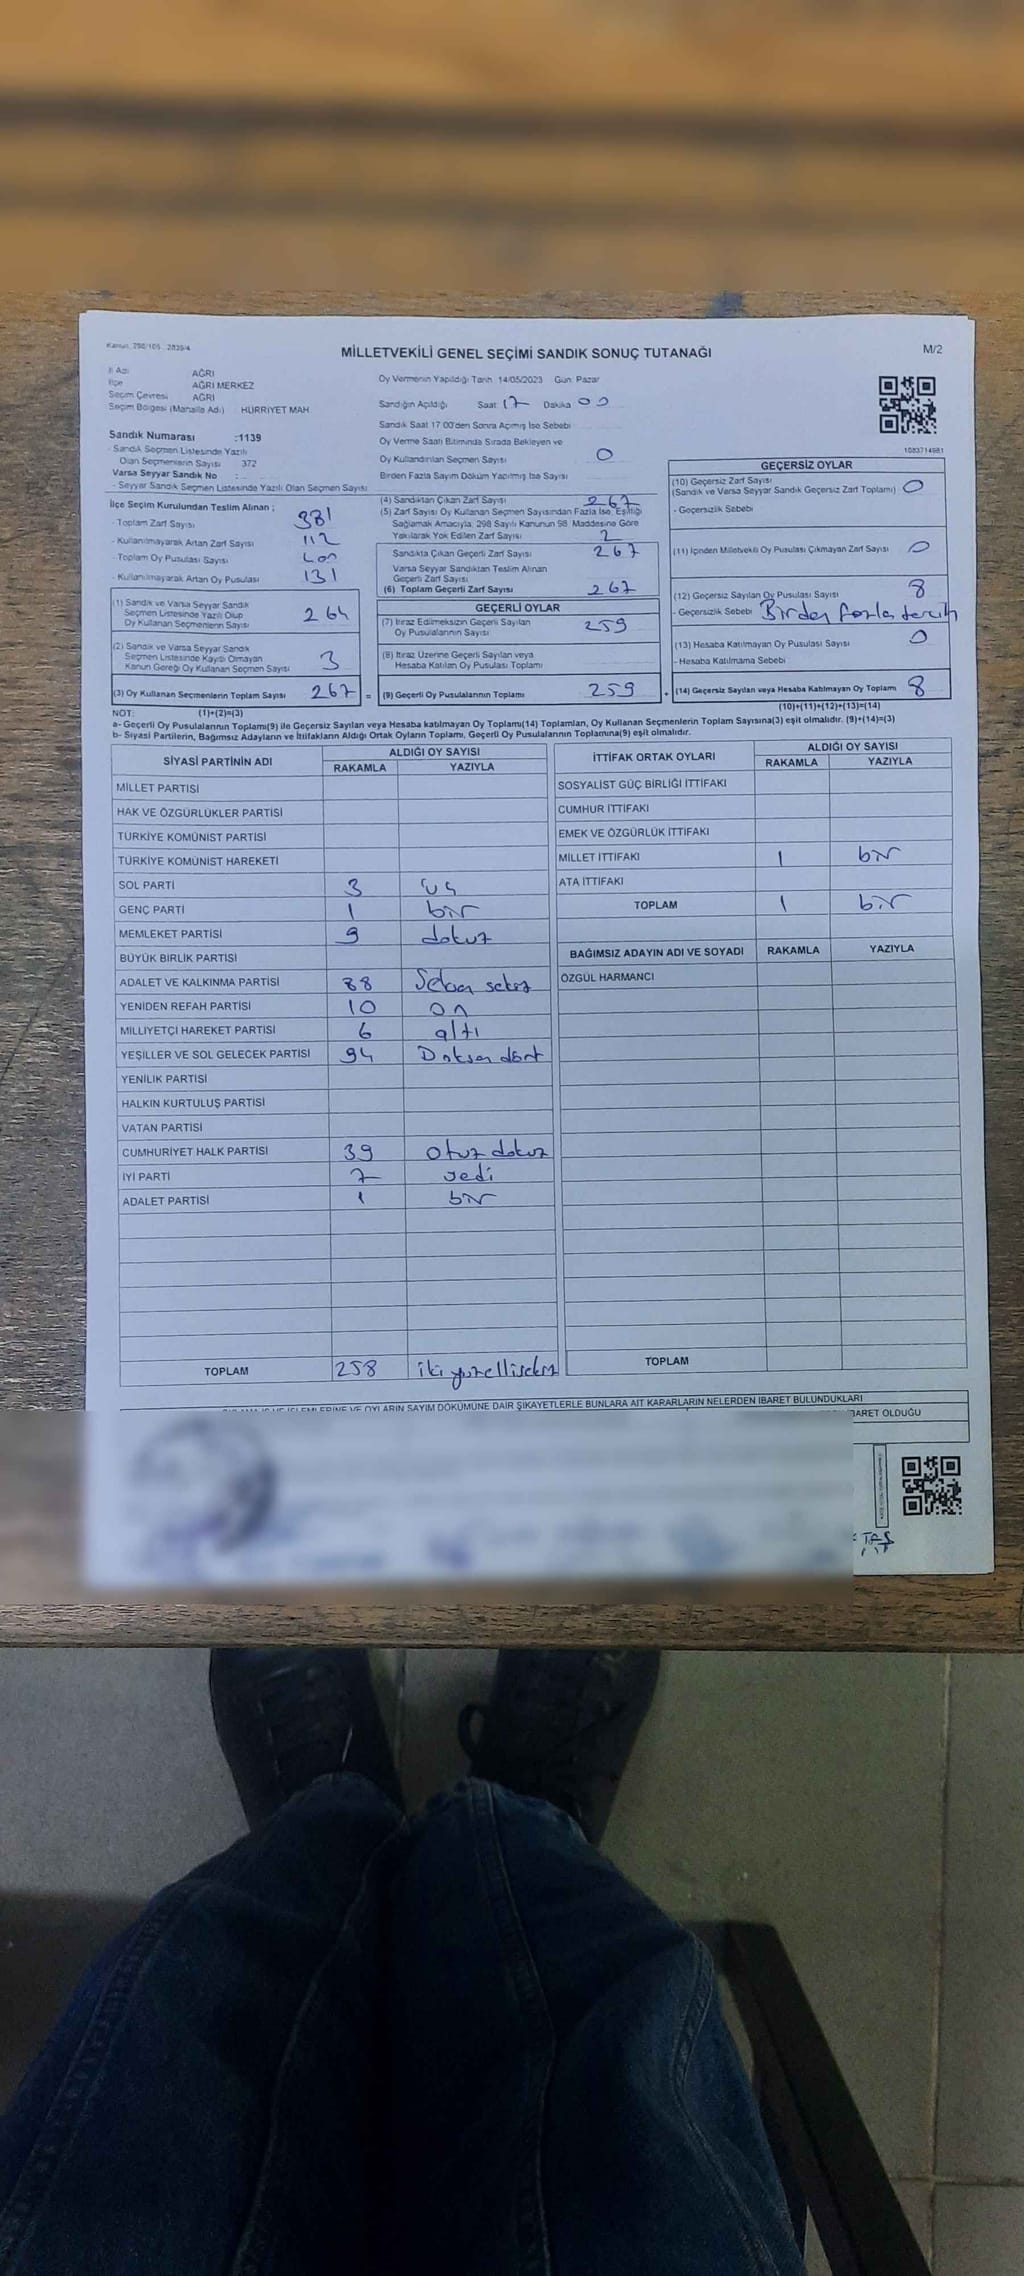 Kanun: 298/105 , 2839/4
MİLLETVEKİLİ GENEL SEÇİMİ SANDIK SONUÇ TUTANAĞI
M/2
İl Adı AĞRI
İlçe AĞRI MERKEZ
Seçim Çevresi AĞRI
Seçim Bölgesi (Mahalle Adı) HÜRRİYET MAH
Sandık Numarası :1139
- Sandık Seçmen Listesinde Yazılı
Olan Seçmenlerin Sayısı 372
Varsa Seyyar Sandık No :
- Seyyar Sandık Seçmen Listesinde Yazılı Olan Seçmen Sayısı
Oy Vermenin Yapıldığı Tarih 14/05/2023 Gün: Pazar
Sandığın Açıldığı Saat 17 Dakika 00
Sandık Saat 17.00'den Sonra Açımış İse Sebebi
Oy Verme Saati Bitiminde Sırada Bekleyen ve
Oy Kullandırılan Seçmen Sayısı 0
Birden Fazla Sayım Döküm Yapılmış İse Sayısı
1083714981
İlçe Seçim Kurulundan Teslim Alınan ;
- Toplam Zarf Sayısı 381
- Kullanılmayarak Artan Zarf Sayısı 112
- Toplam Oy Pusulası Sayısı 400
- Kullanılmayarak Artan Oy Pusulası 131
(1) Sandık ve Varsa Seyyar Sandık
Seçmen Listesinde Yazılı Olup
Oy Kullanan Seçmenlerin Sayısı 264
(2) Sandık ve Varsa Seyyar Sandık
Seçmen Listesinde Kayıtlı Olmayan
Kanun Gereği Oy Kullanan Seçmen Sayısı 3
(3) Oy Kullanan Seçmenlerin Toplam Sayısı 267 =
(4) Sandıktan Çıkan Zarf Sayısı 267
(5) Zarf Sayısı Oy Kullanan Seçmen Sayısından Fazla İse, Eşitliği
Sağlamak Amacıyla, 298 Sayılı Kanunun 98. Maddesine Göre
Yakılarak Yok Edilen Zarf Sayısı 2
Sandıkta Çıkan Geçerli Zarf Sayısı 267
Varsa Seyyar Sandıktan Teslim Alınan
Geçerli Zarf Sayısı
(6) Toplam Geçerli Zarf Sayısı 267
GEÇERLİ OYLAR
(7) İtiraz Edilmeksizin Geçerli Sayılan
Oy Pusulalarının Sayısı 259
(8) İtiraz Üzerine Geçerli Sayılan veya
Hesaba Katılan Oy Pusulası Toplamı
(9) Geçerli Oy Pusulalarının Toplamı 259 +
GEÇERSİZ OYLAR
(10) Geçersiz Zarf Sayısı
(Sandık ve Varsa Seyyar Sandık Geçersiz Zarf Toplamı) 0
- Geçersizlik Sebebi
(11) İçinden Milletvekili Oy Pusulası Çıkmayan Zarf Sayısı 0
(12) Geçersiz Sayılan Oy Pusulası Sayısı 8
- Geçersizlik Sebebi Birden fazla tercih
(13) Hesaba Katılmayan Oy Pusulası Sayısı 0
- Hesaba Katılmama Sebebi
(14) Geçersiz Sayılan veya Hesaba Katılmayan Oy Toplamı 8
NOT: (1)+(2)=(3)
(10)+(11)+(12)+(13)=(14)
a- Geçerli Oy Pusulalarının Toplamı(9) ile Geçersiz Sayılan veya Hesaba katılmayan Oy Toplamı(14) Toplamları, Oy Kullanan Seçmenlerin Toplam Sayısına(3) eşit olmalıdır. (9)+(14)=(3)
b- Siyasi Partilerin, Bağımsız Adayların ve İttifakların Aldığı Ortak Oyların Toplamı, Geçerli Oy Pusulalarının Toplamına(9) eşit olmalıdır.
SİYASİ PARTİNİN ADI ALDIĞI OY SAYISI
RAKAMLA YAZIYLA
MİLLET PARTİSİ
HAK VE ÖZGÜRLÜKLER PARTİSİ
TÜRKİYE KOMÜNİST PARTİSİ
TÜRKİYE KOMÜNİST HAREKETİ
SOL PARTİ 3 üç
GENÇ PARTİ 1 bir
MEMLEKET PARTİSİ 9 dokuz
BÜYÜK BİRLİK PARTİSİ
ADALET VE KALKINMA PARTİSİ 88 Seksen sekiz
YENİDEN REFAH PARTİSİ 10 on
MİLLİYETÇİ HAREKET PARTİSİ 6 altı
YEŞİLLER VE SOL GELECEK PARTİSİ 94 Doksan dört
YENİLİK PARTİSİ
HALKIN KURTULUŞ PARTİSİ
VATAN PARTİSİ
CUMHURİYET HALK PARTİSİ 39 otuz dokuz
İYİ PARTİ 7 yedi
ADALET PARTİSİ 1 bir
TOPLAM 258 iki yüz elli sekiz
İTTİFAK ORTAK OYLARI ALDIĞI OY SAYISI
RAKAMLA YAZIYLA
SOSYALİST GÜÇ BİRLİĞİ İTTİFAKI
CUMHUR İTTİFAKI
EMEK VE ÖZGÜRLÜK İTTİFAKI
MİLLET İTTİFAKI 1 bir
ATA İTTİFAKI
TOPLAM 1 bir
BAĞIMSIZ ADAYIN ADI VE SOYADI RAKAMLA YAZIYLA
ÖZGÜL HARMANCI
TOPLAM
VE OYLARIN SAYIM DÖKÜMÜNE DAİR ŞİKAYETLERLE BUNLARA AİT KARARLARIN NELERDEN İBARET BULUNDUKLARI
İBARET OLDUĞU